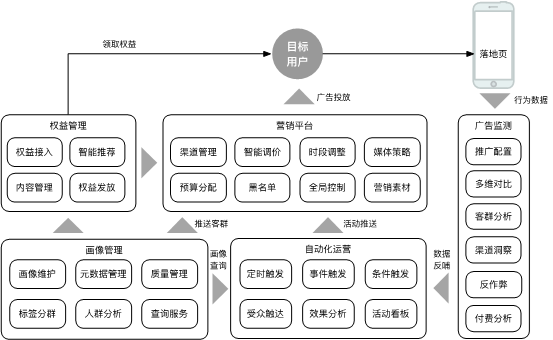 领取权益
目标
用户
落地页
广告投放
行为数据
权益管理
权益接入
智能推荐
内容管理
权益发放
营销平台
渠道管理
智能调价
时段调整
媒体策略
预算分配
黑名单
全局控制
营销素材
广告监测
推广配置
多维对比
客群分析
渠道洞察
反作弊
付费分析
推送客群
活动推送
画像管理
画像维护
元数据管理
质量管理
标签分群
人群分析
查询服务
画像
查询
自动化运营
定时触发
事件触发
条件触发
受众触达
效果分析
活动看板
数据
反哺